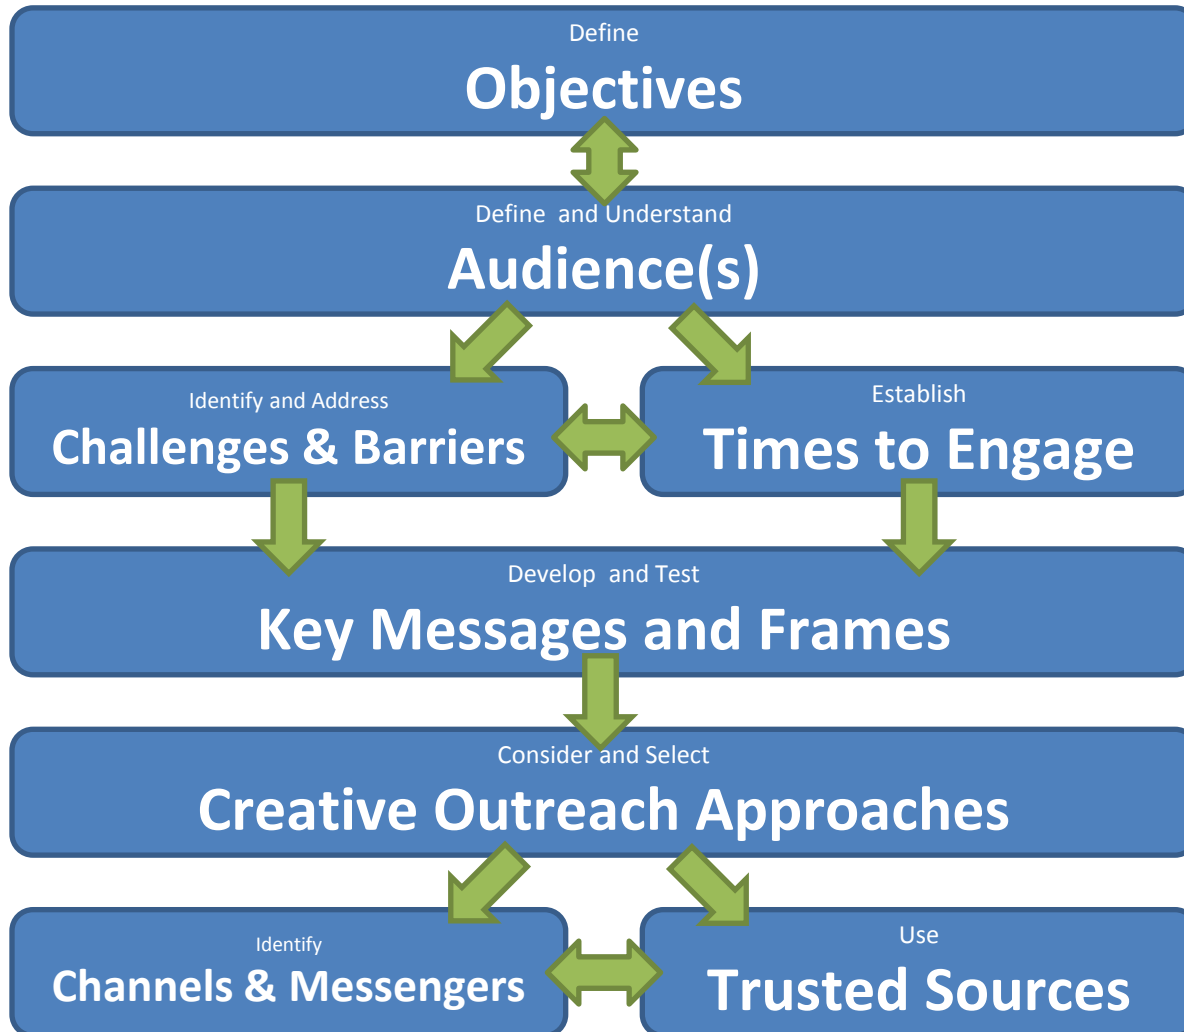 Define
Objectives
Define  and Understand
Audience(s)
Identify and Address
Challenges & Barriers
Establish
Times to Engage
Develop  and Test
Key Messages and Frames
Consider and Select
Creative Outreach Approaches
Identify
Channels & Messengers
Use
Trusted Sources